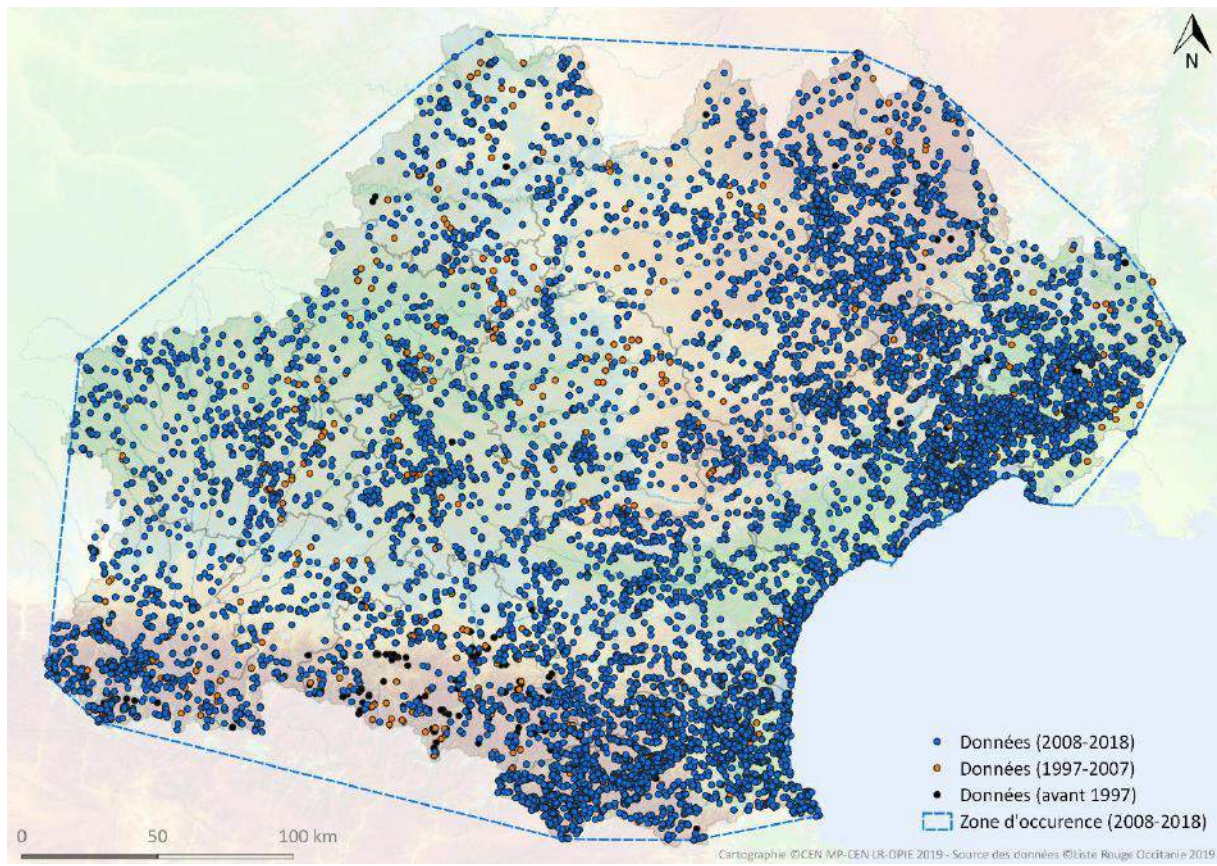 N
Données (2008-2018)
Données (1997-2007)
Données (avant 1997)
Zone d'occurence (2008-2018)
0 50 100 km
Cartographie ©CEN MP-CEN LR-OPIE 2019 - Source des données ©Liste Rouge Occitanie 2019